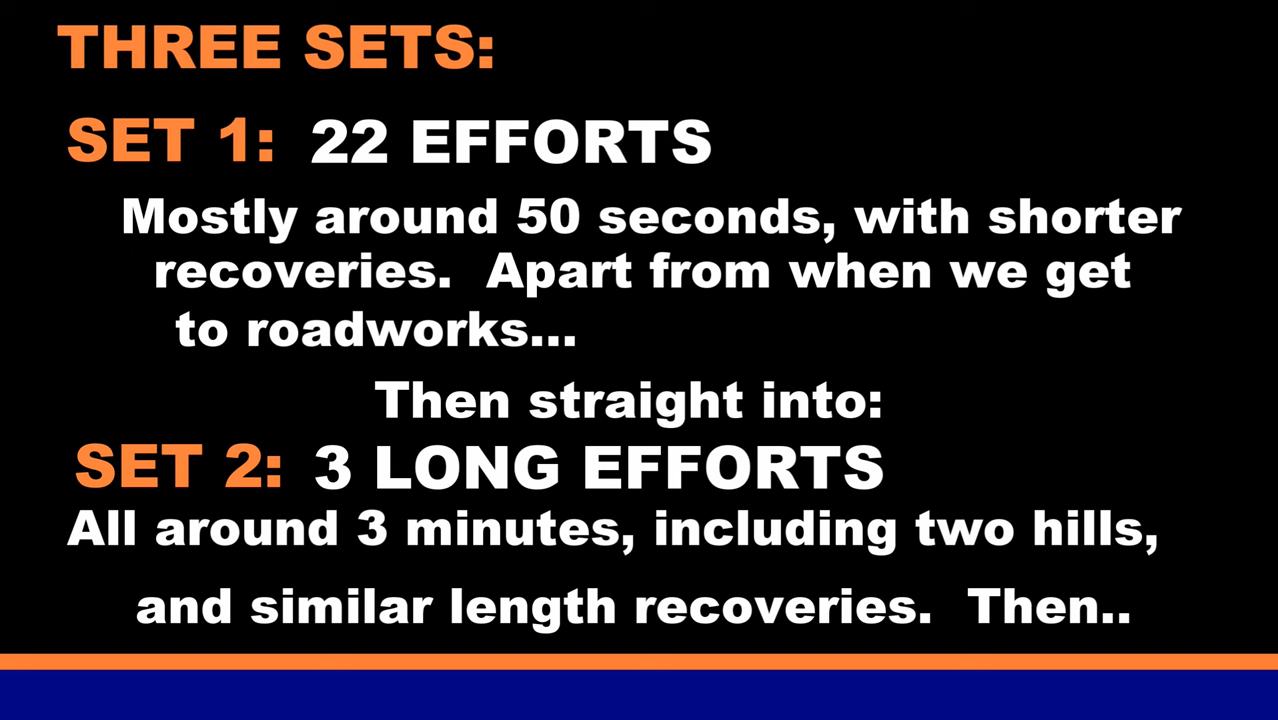 THREE SETS:
SET 1: 22 EFFORTS
Mostly around 50 seconds, with shorter
recoveries. Apart from when we get
to roadworks...
Then straight into:
SET 2: 3 LONG EFFORTS
All around 3 minutes, including two hills,
and similar length recoveries. Then..